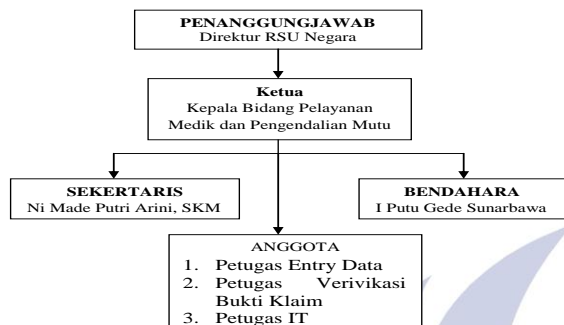 PENANGGUNGJAWAB
Direktur RSU Negara
Ketua
Kepala Bidang Pelayanan
Medik dan Pengendalian Mutu
SEKERTARIS
Ni Made Putri Arini, SKM
BENDAHARA
I Putu Gede Sunarbawa
ANGGOTA
1. Petugas Entry Data
2. Petugas Verivikasi
Bukti Klaim
3. Petugas IT